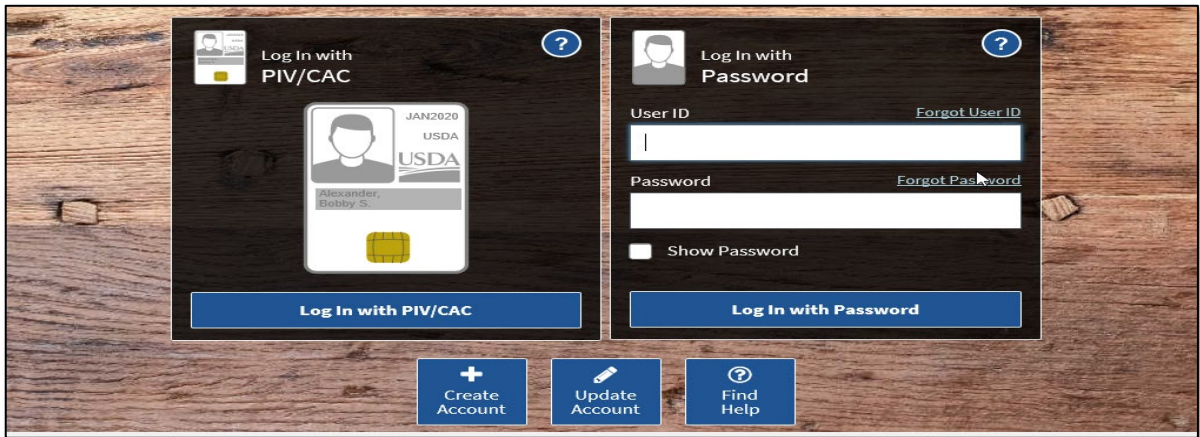 Log In with
PIV/CAC
?
JAN2020
USDA
USDA
Alexander,
Bobby S.
Log In with PIV/CAC
Log In with
Password
?
User ID
Forgot User ID
Password
Forgot Password
Show Password
Log In with Password
Create
Account
Update
Account
?
Find
Help